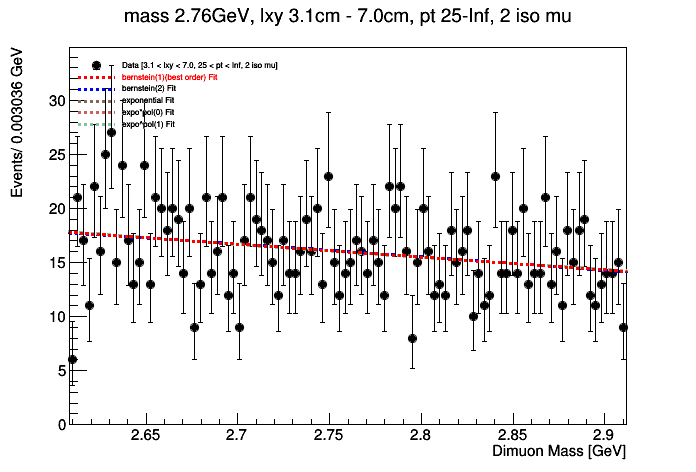 mass 2.76GeV, lxy 3.1cm - 7.0cm, pt 25-Inf, 2 iso mu
Events/ 0.003036 GeV
Data [3.1 < lxy < 7.0, 25 < pt < Inf, 2 iso mu]
bernstein(1)(best order) Fit
bernstein(2) Fit
exponential Fit
expo*pol(0) Fit
expo*pol(1) Fit
30
25
20
15
10
5
0
2.65 2.7 2.75 2.8 2.85 2.9
Dimuon Mass [GeV]